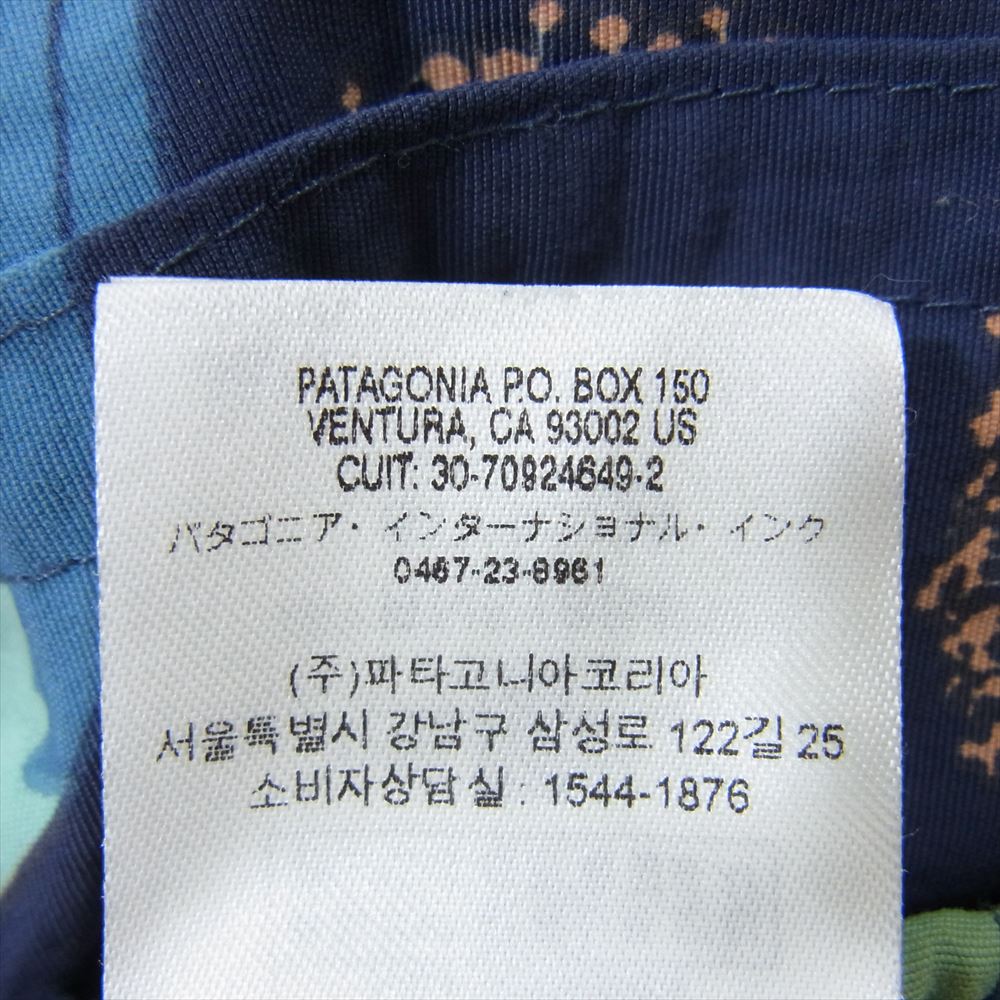 PATAGONIA P.O. BOX 150
VENTURA, CA 93002 US
CUIT: 30-70924649-2
パタゴニア・インターナショナル・インク
0467-23-8961
(주)파타고니아코리아
서울특별시 강남구 삼성로 122길 25
소비자상담실 : 1544-1876